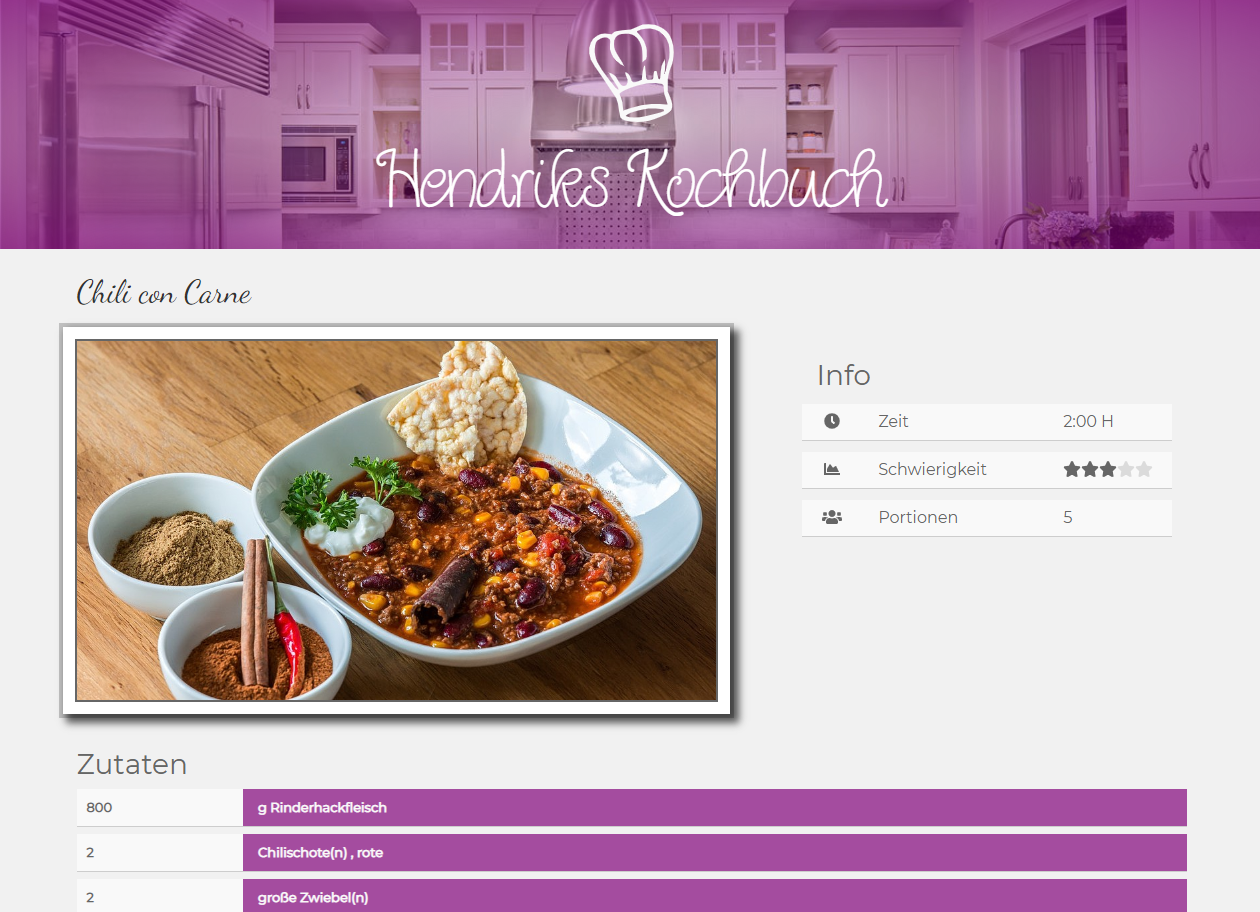 Hendriks Kochbuch
Chili con Carne
Info
Zeit 2:00 H
Schwierigkeit
Portionen 5
Zutaten
800 g Rinderhackfleisch
2 Chilischote(n) , rote
2 große Zwiebel(n)